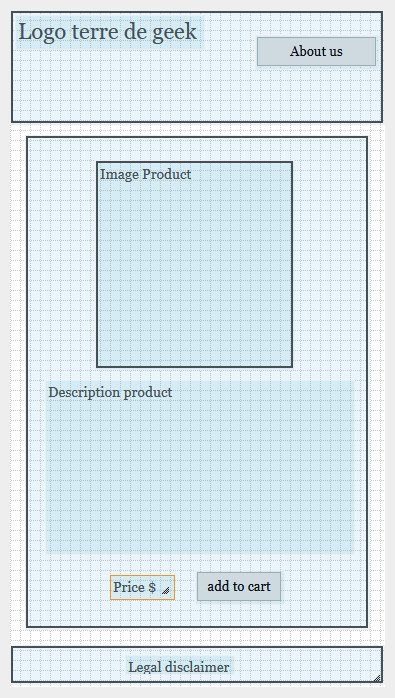 Logo terre de geek
About us
Image Product
Description product
Price $
add to cart
Legal disclaimer